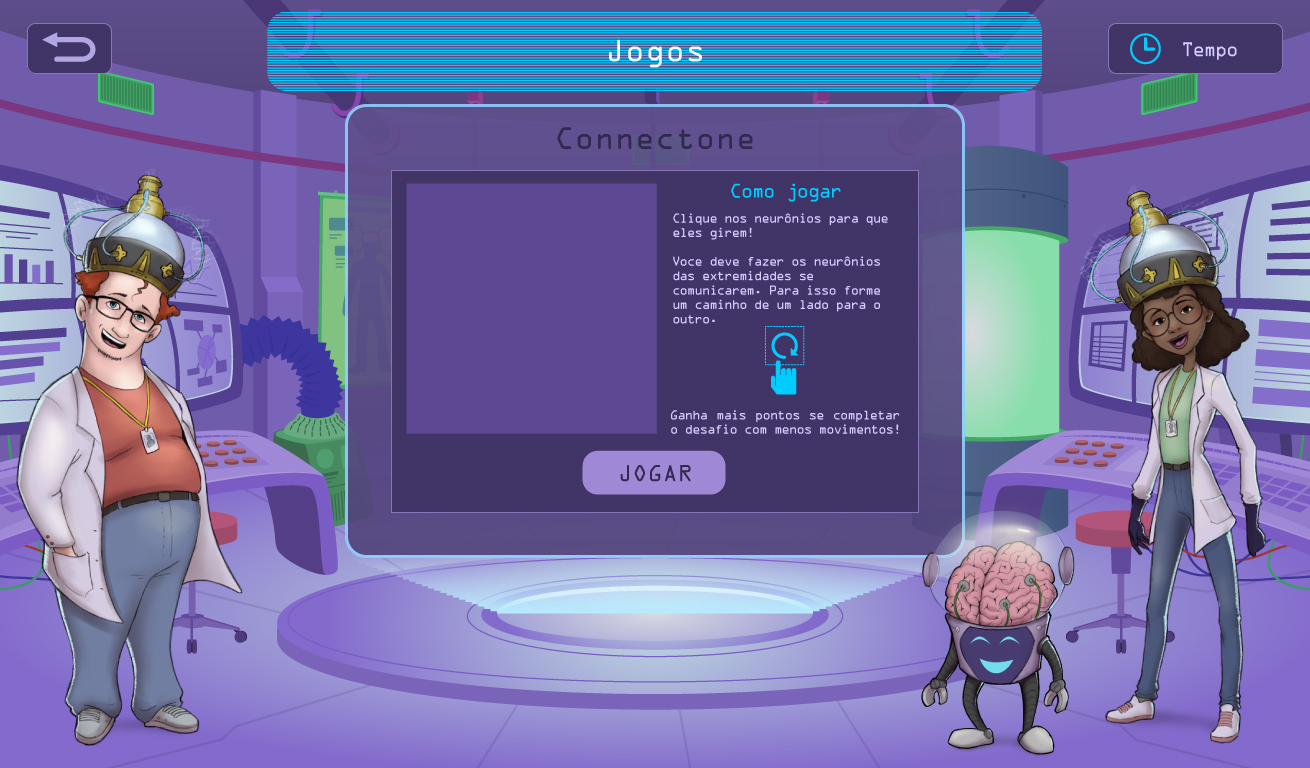 Jogos
Tempo
Connectone
Como jogar
Clique nos neurônios para que
eles girem!
Voce deve fazer os neurônios
das extremidades se
comunicarem. Para isso forme
um caminho de um lado para o
outro.
Ganha mais pontos se completar
o desafio com menos movimentos!
JOGAR